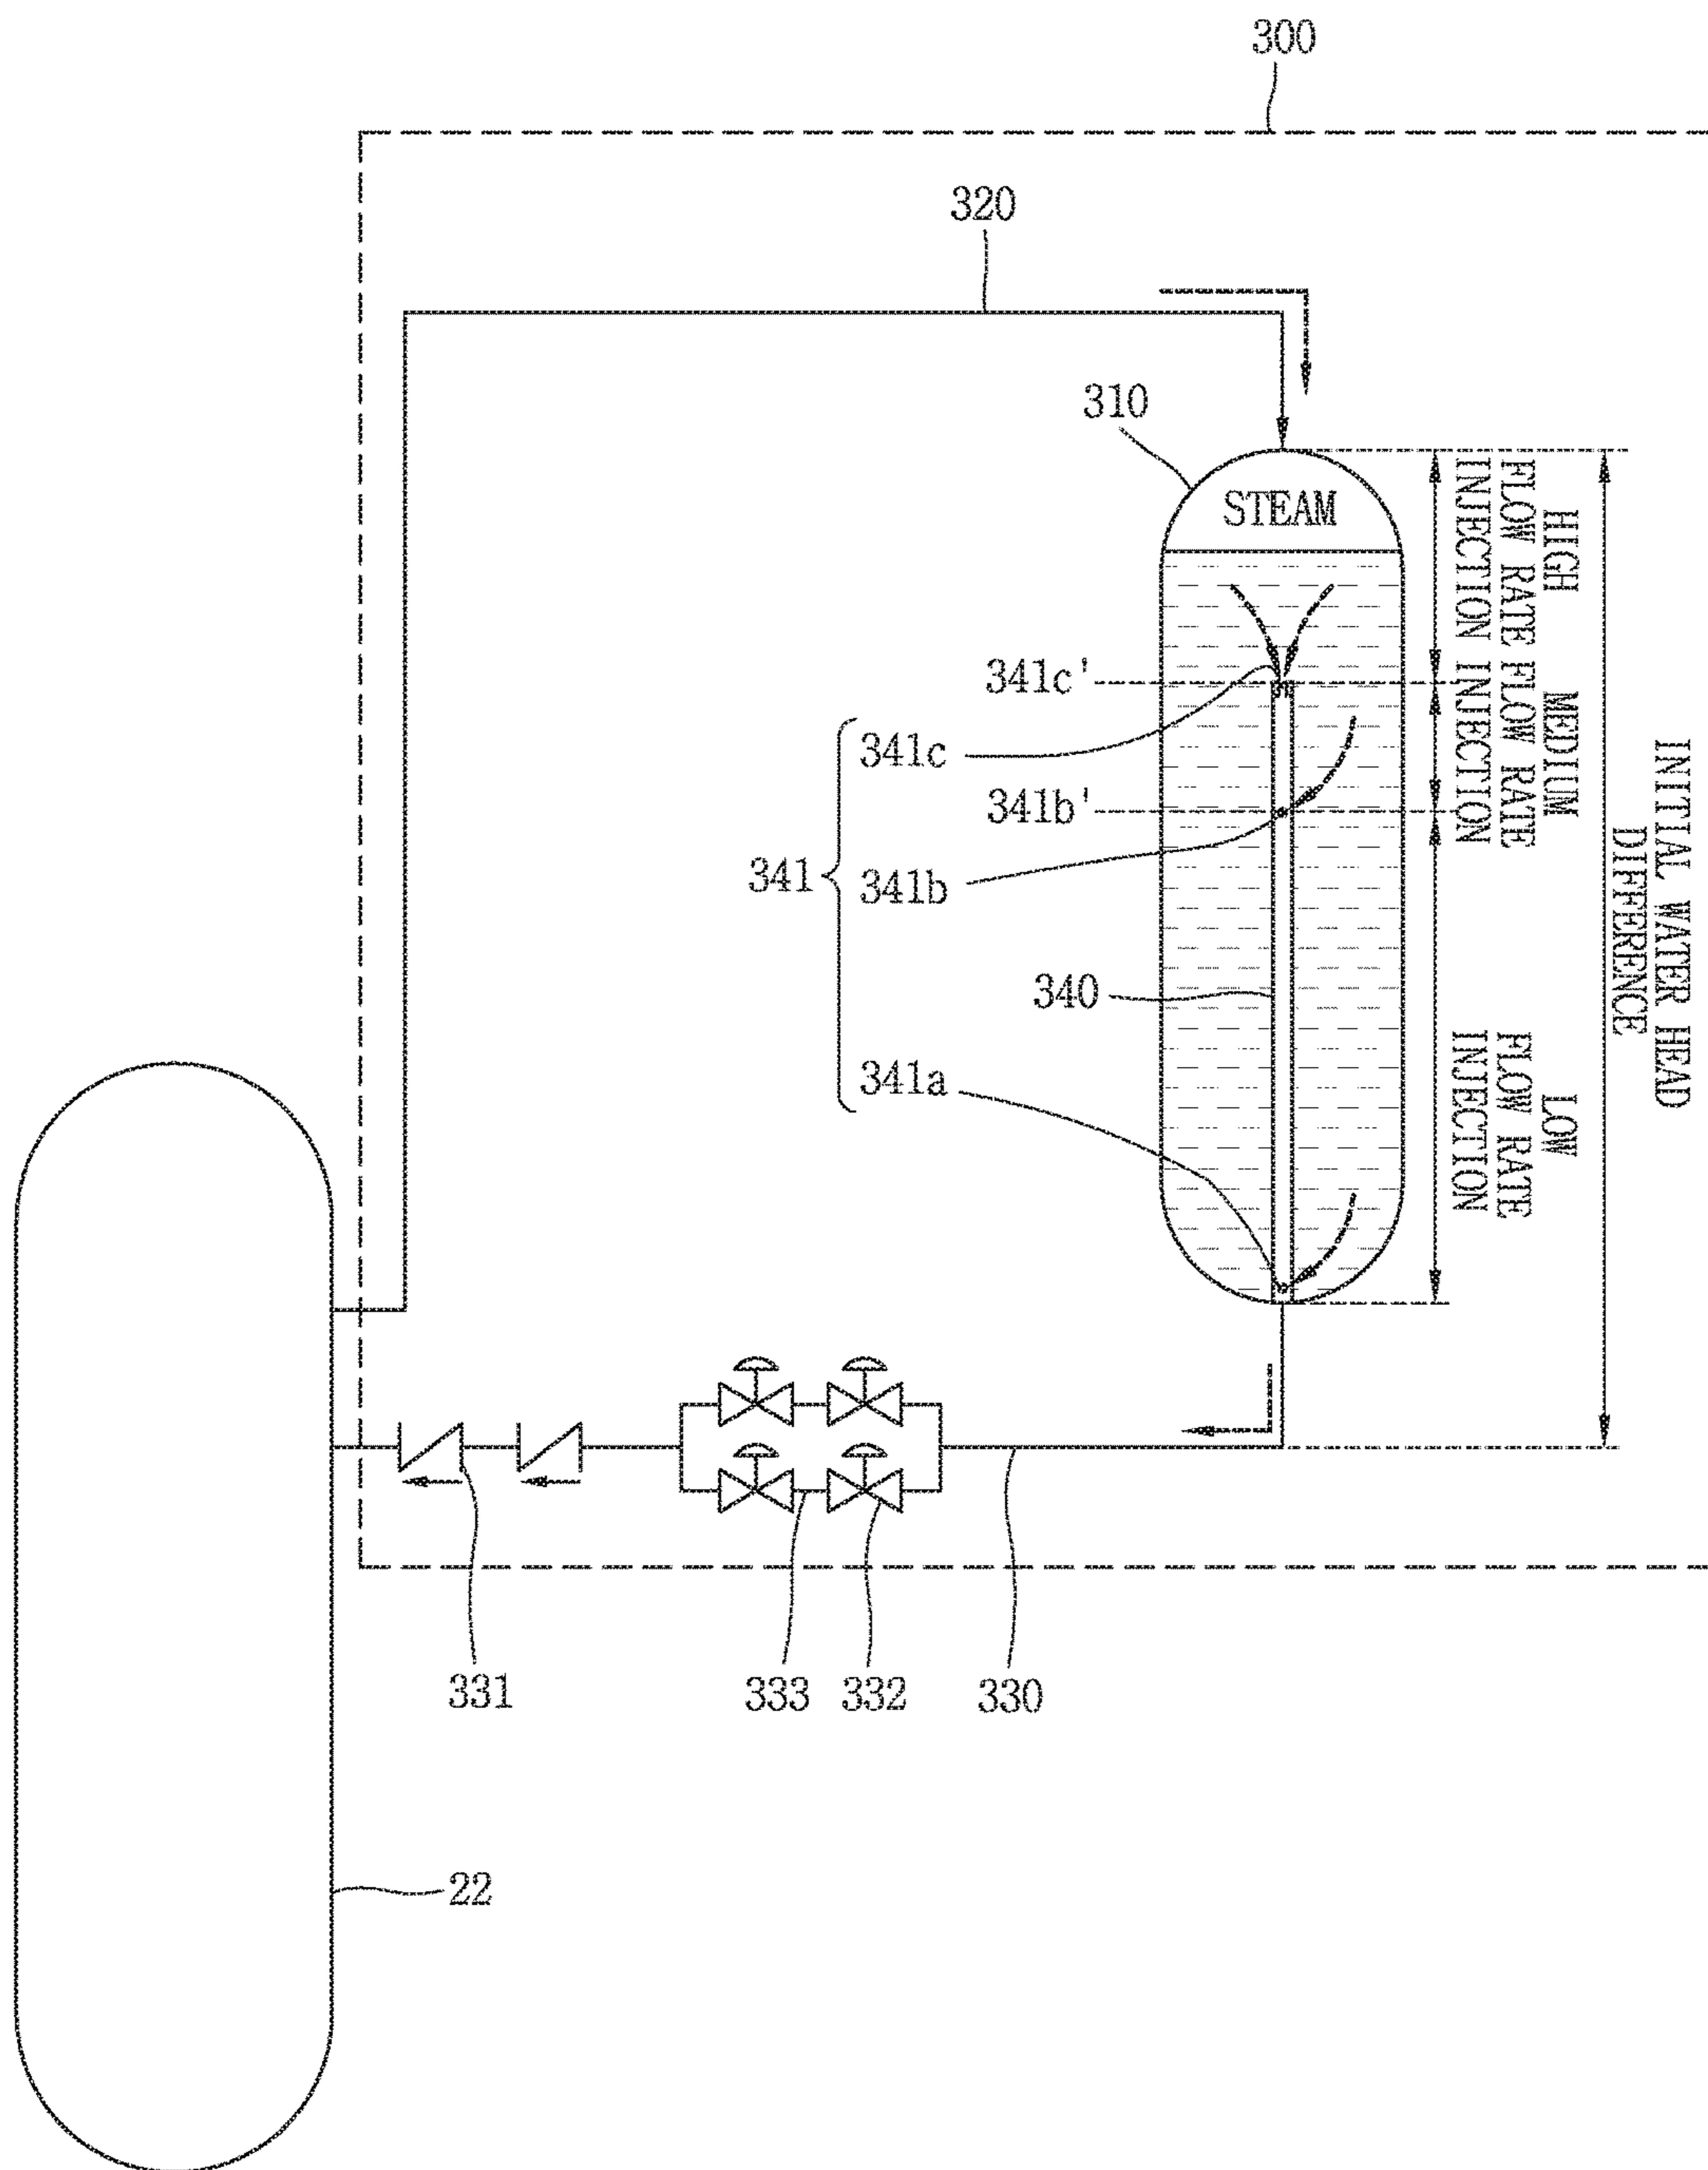 300
320
310
STEAM
HIGH
FLOW RATE
INJECTION
341c'
341c
MEDIUM
FLOW RATE
INJECTION
341b'
341
341b
INITIAL WATER HEAD
DIFFERENCE
340
341a
LOW
FLOW RATE
INJECTION
331
333
332
330
22